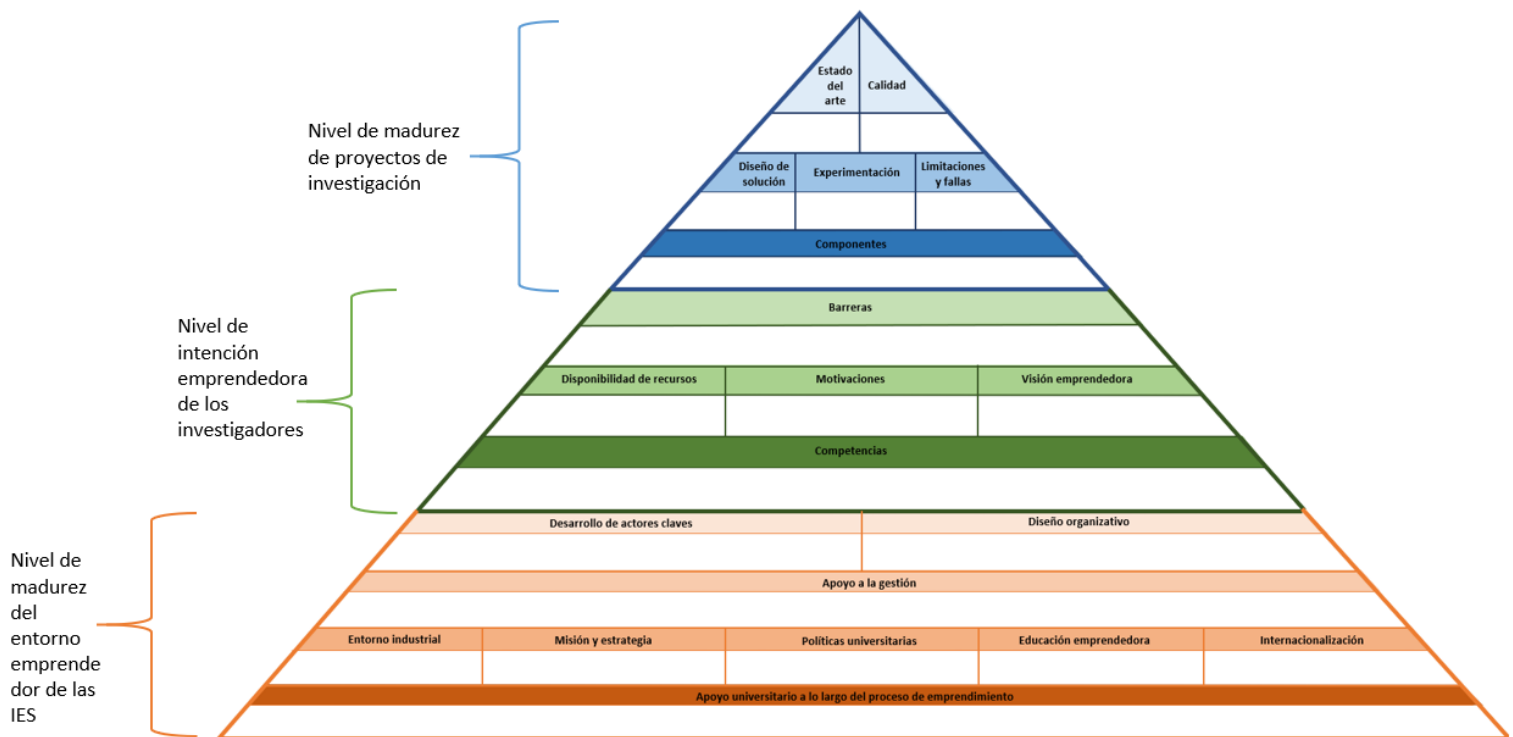 Estado
del
arte
Calidad
Nivel de madurez
de proyectos de
investigación
Diseño de
solución
Experimentación
Limitaciones
y fallas
Componentes
Barreras
Nivel de
intención
emprendedora
de los
investigadores
Disponibilidad de recursos
Motivaciones
Visión emprendedora
Competencias
Desarrollo de actores claves
Diseño organizativo
Nivel de
madurez
del
entorno
emprende
dor de las
IES
Apoyo a la gestión
Entorno industrial
Misión y estrategia
Políticas universitarias
Educación emprendedora
Internacionalización
Apoyo universitario a lo largo del proceso de emprendimiento